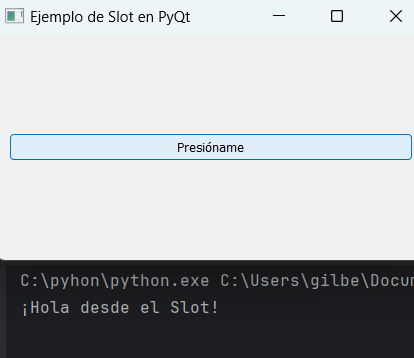 Ejemplo de Slot en PyQt
Presióname
C:\pyhon\python.exe C:\Users\gilbe\Docum
¡Hola desde el Slot!